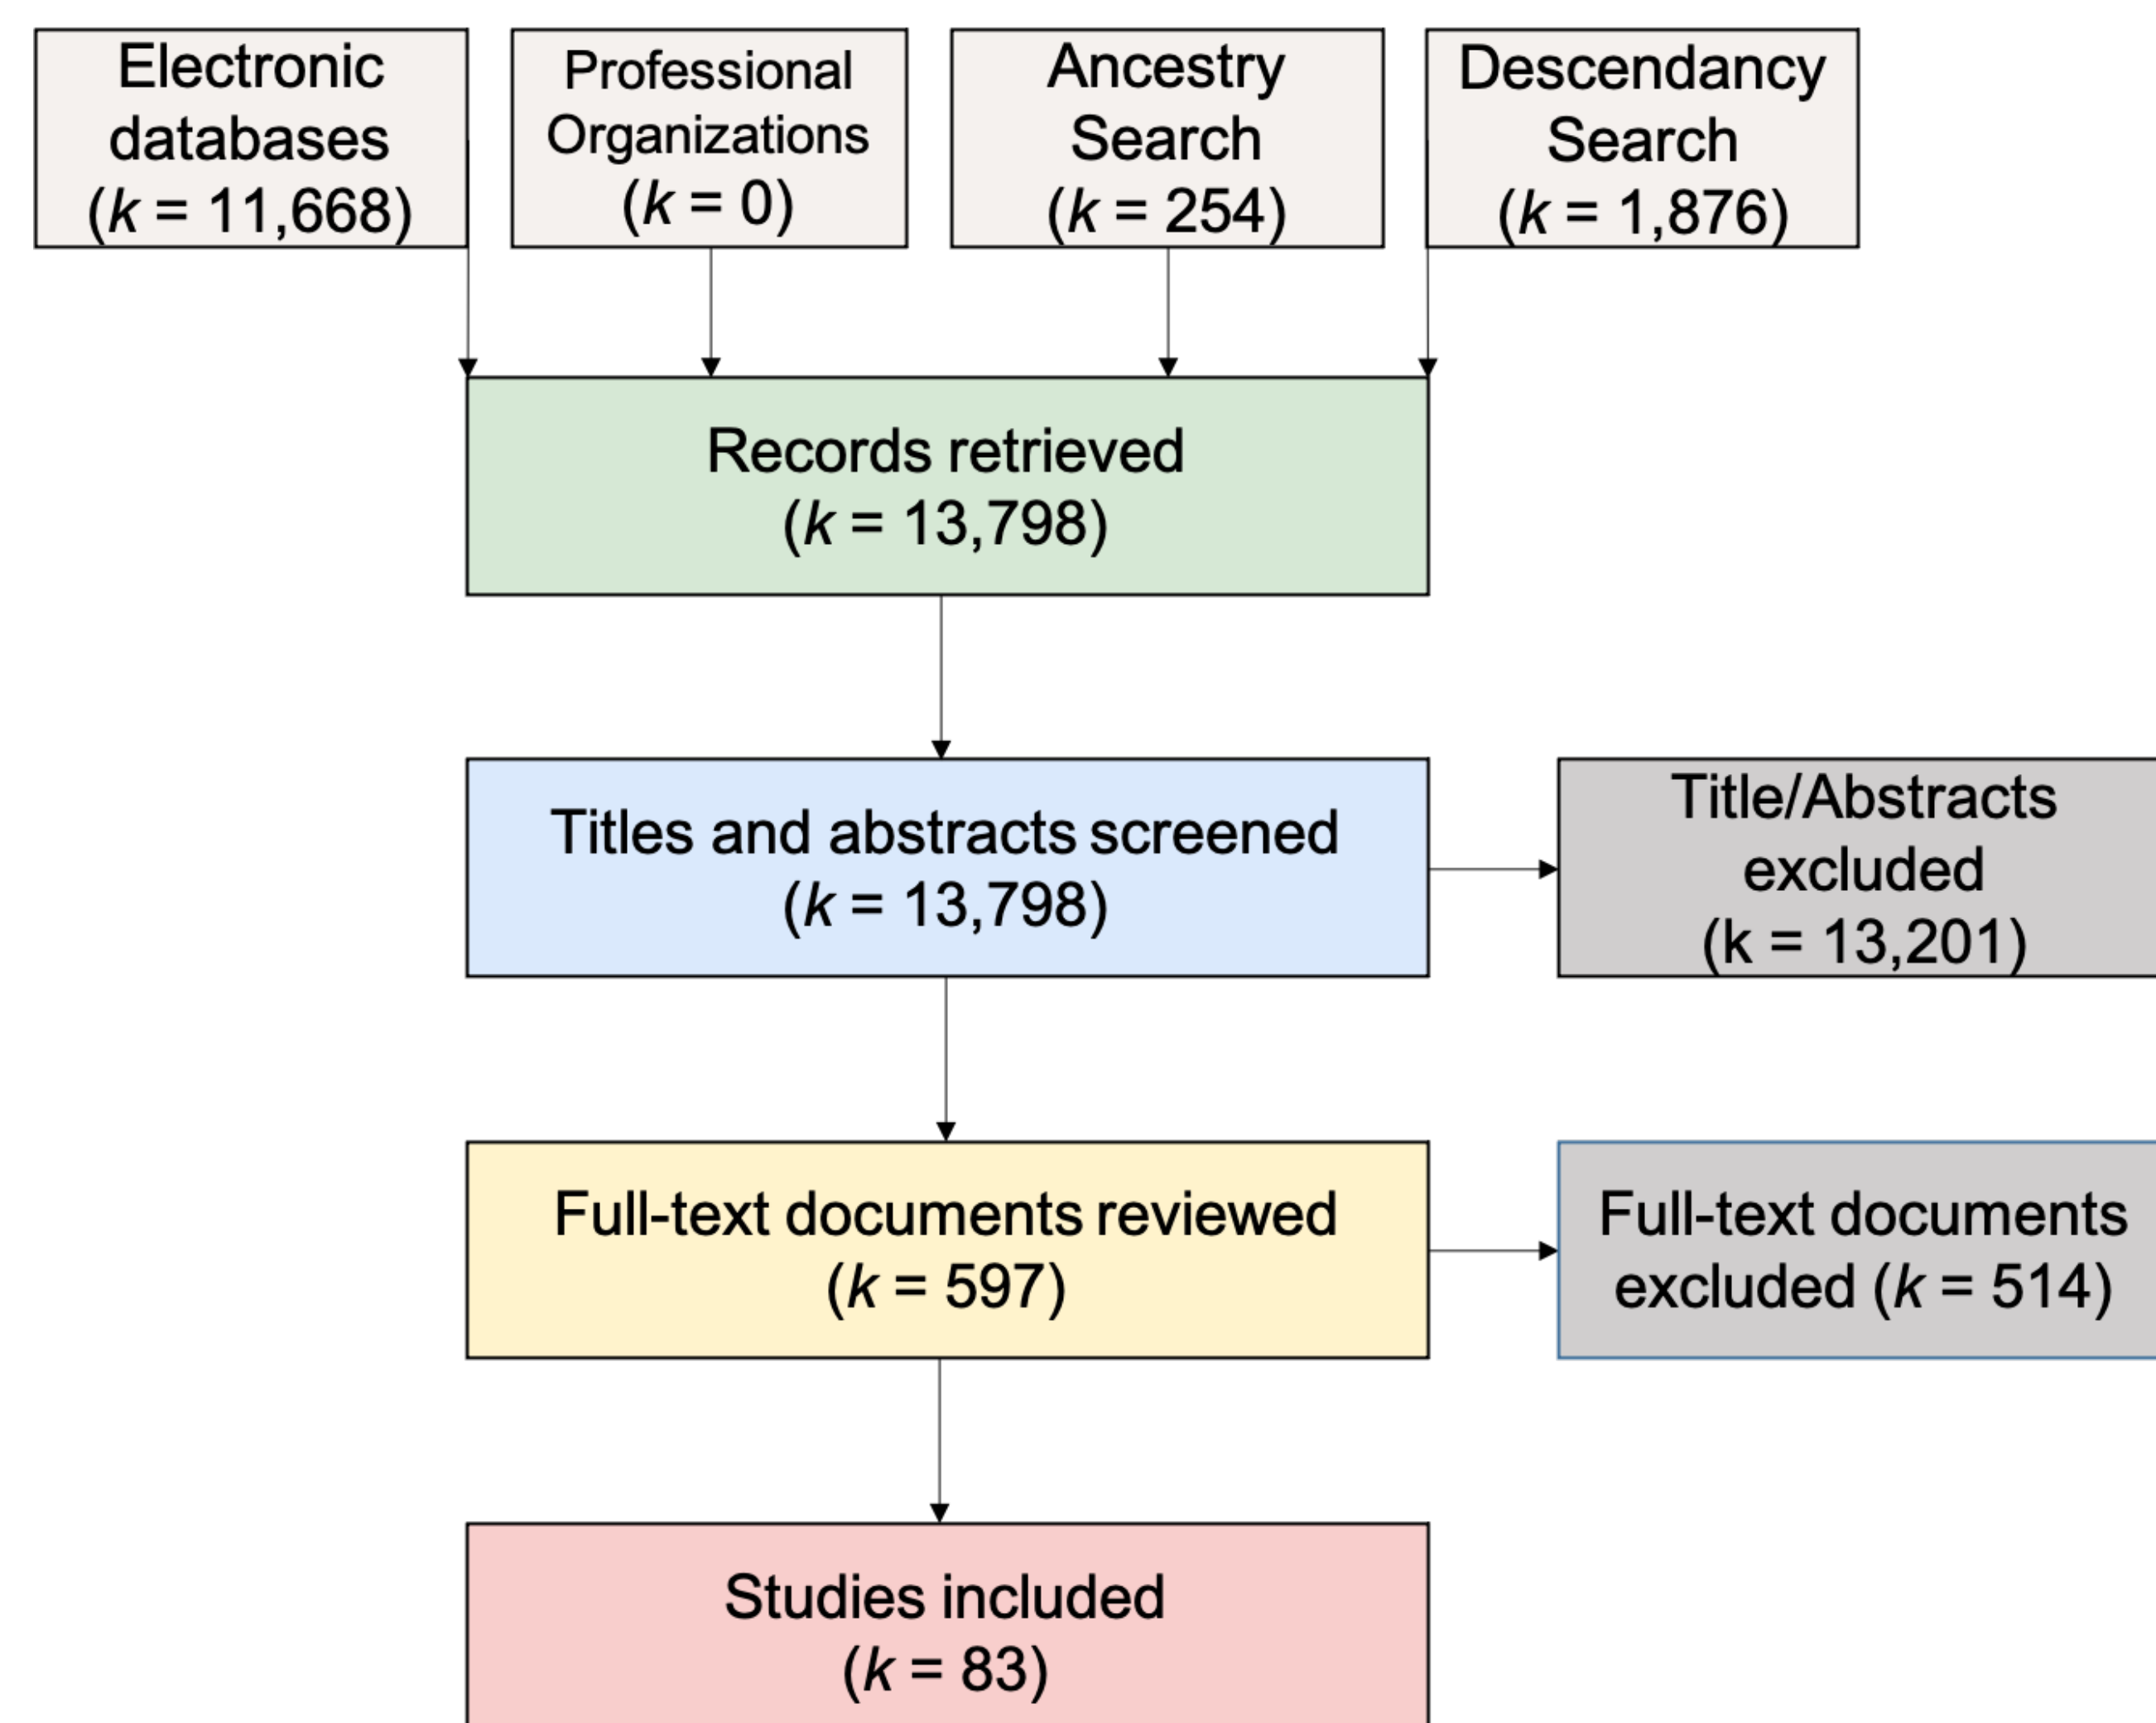 Electronic
databases
(k = 11,668)
Professional
Organizations
(k = 0)
Ancestry
Search
(k = 254)
Descendancy
Search
(k = 1,876)
Records retrieved
(k = 13,798)
Titles and abstracts screened
(k = 13,798)
Title/Abstracts
excluded
(k = 13,201)
Full-text documents reviewed
(k = 597)
Full-text documents
excluded (k = 514)
Studies included
(k = 83)